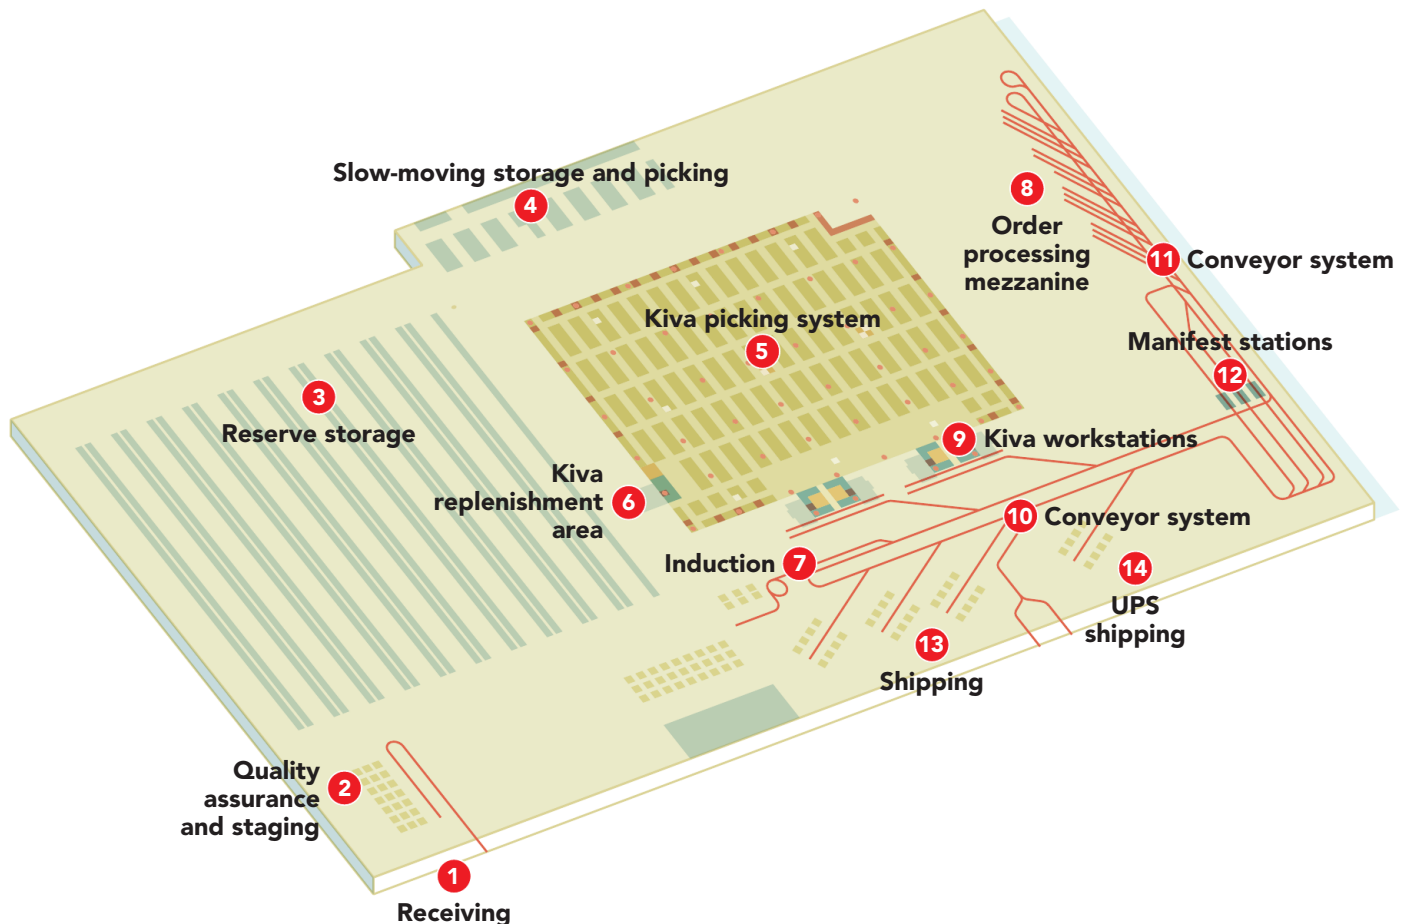 Slow-moving storage and picking
4
8
Order
processing
mezzanine
11 Conveyor system
Kiva picking system
5
Manifest stations
12
3
Reserve storage
9 Kiva workstations
Kiva
replenishment
area
6
10 Conveyor system
Induction 7
14
UPS
shipping
13
Shipping
Quality
assurance
and staging
2
1
Receiving